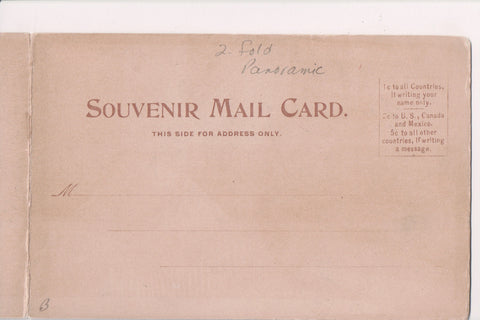 2-fold
Panoramic
SOUVENIR MAIL CARD.
THIS SIDE FOR ADDRESS ONLY.
1c to all Countries,
if writing your
name only.
2c to U. S., Canada
and Mexico.
5c to all other
countries, if writing
a message.
M
B